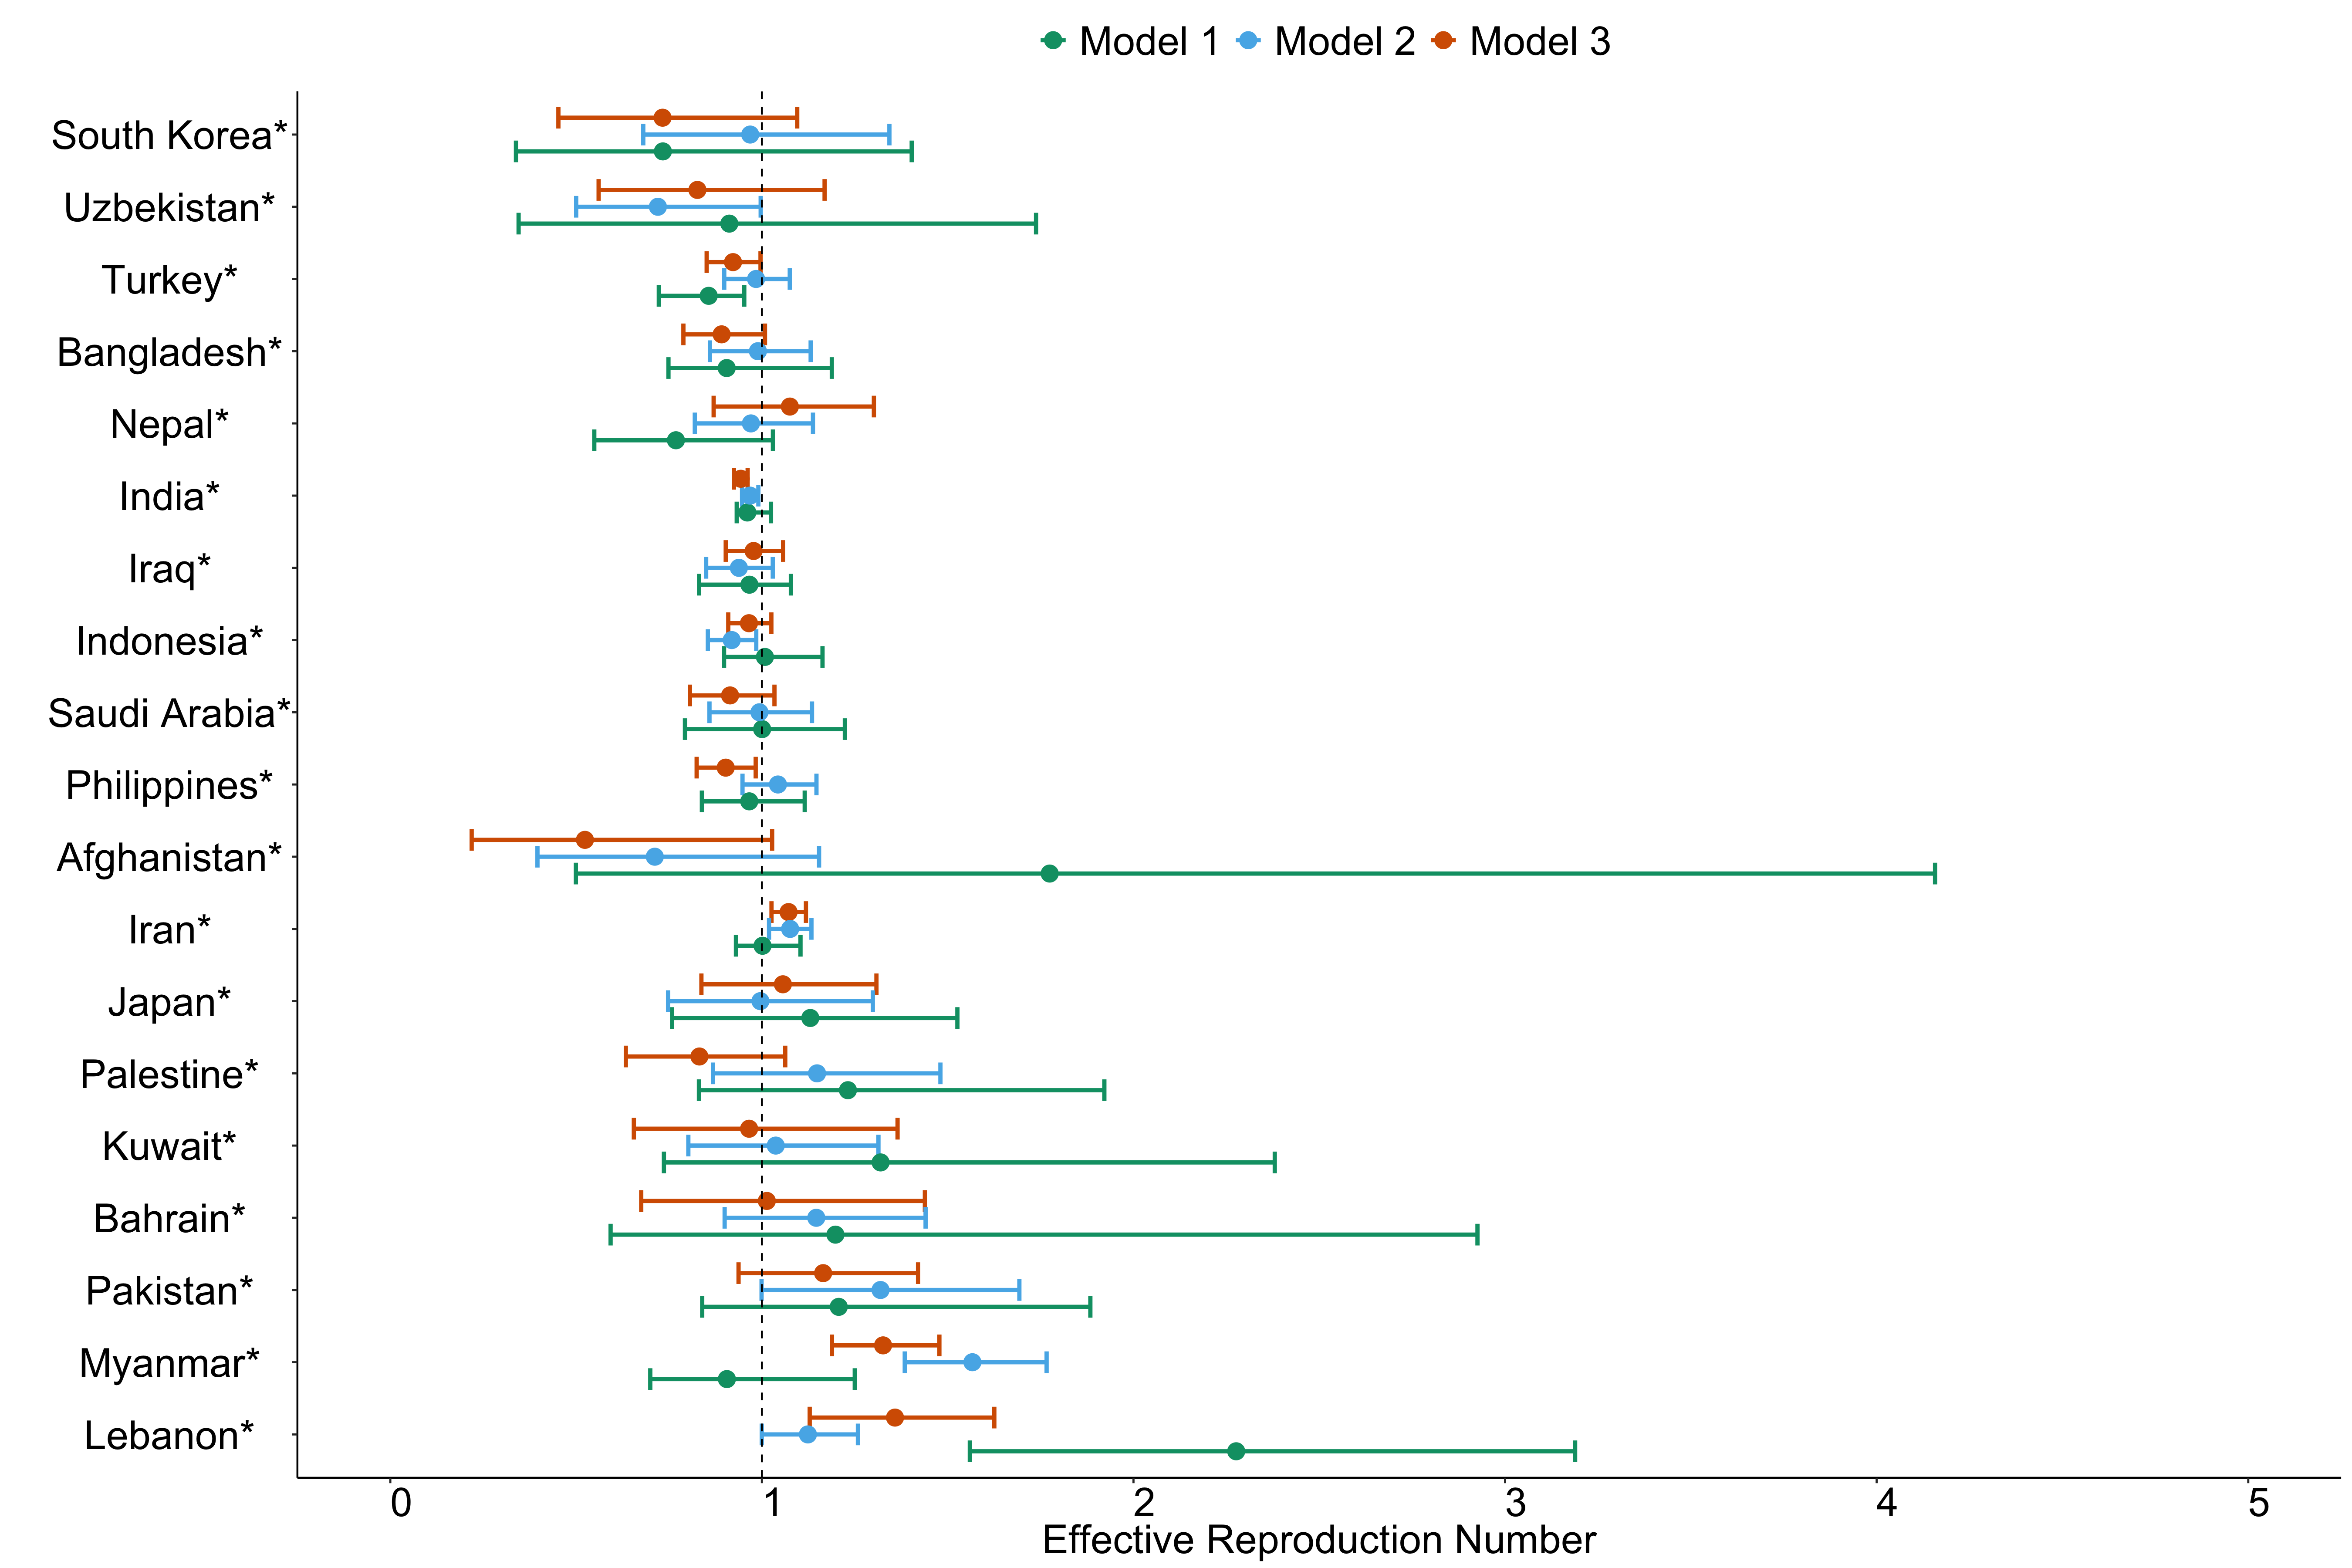 Model 1 Model 2 Model 3
South Korea*
Uzbekistan*
Turkey*
Bangladesh*
Nepal*
India*
Iraq*
Indonesia*
Saudi Arabia*
Philippines*
Afghanistan*
Iran*
Japan*
Palestine*
Kuwait*
Bahrain*
Pakistan*
Myanmar*
Lebanon*
0 1 2 3 4 5
Effective Reproduction Number